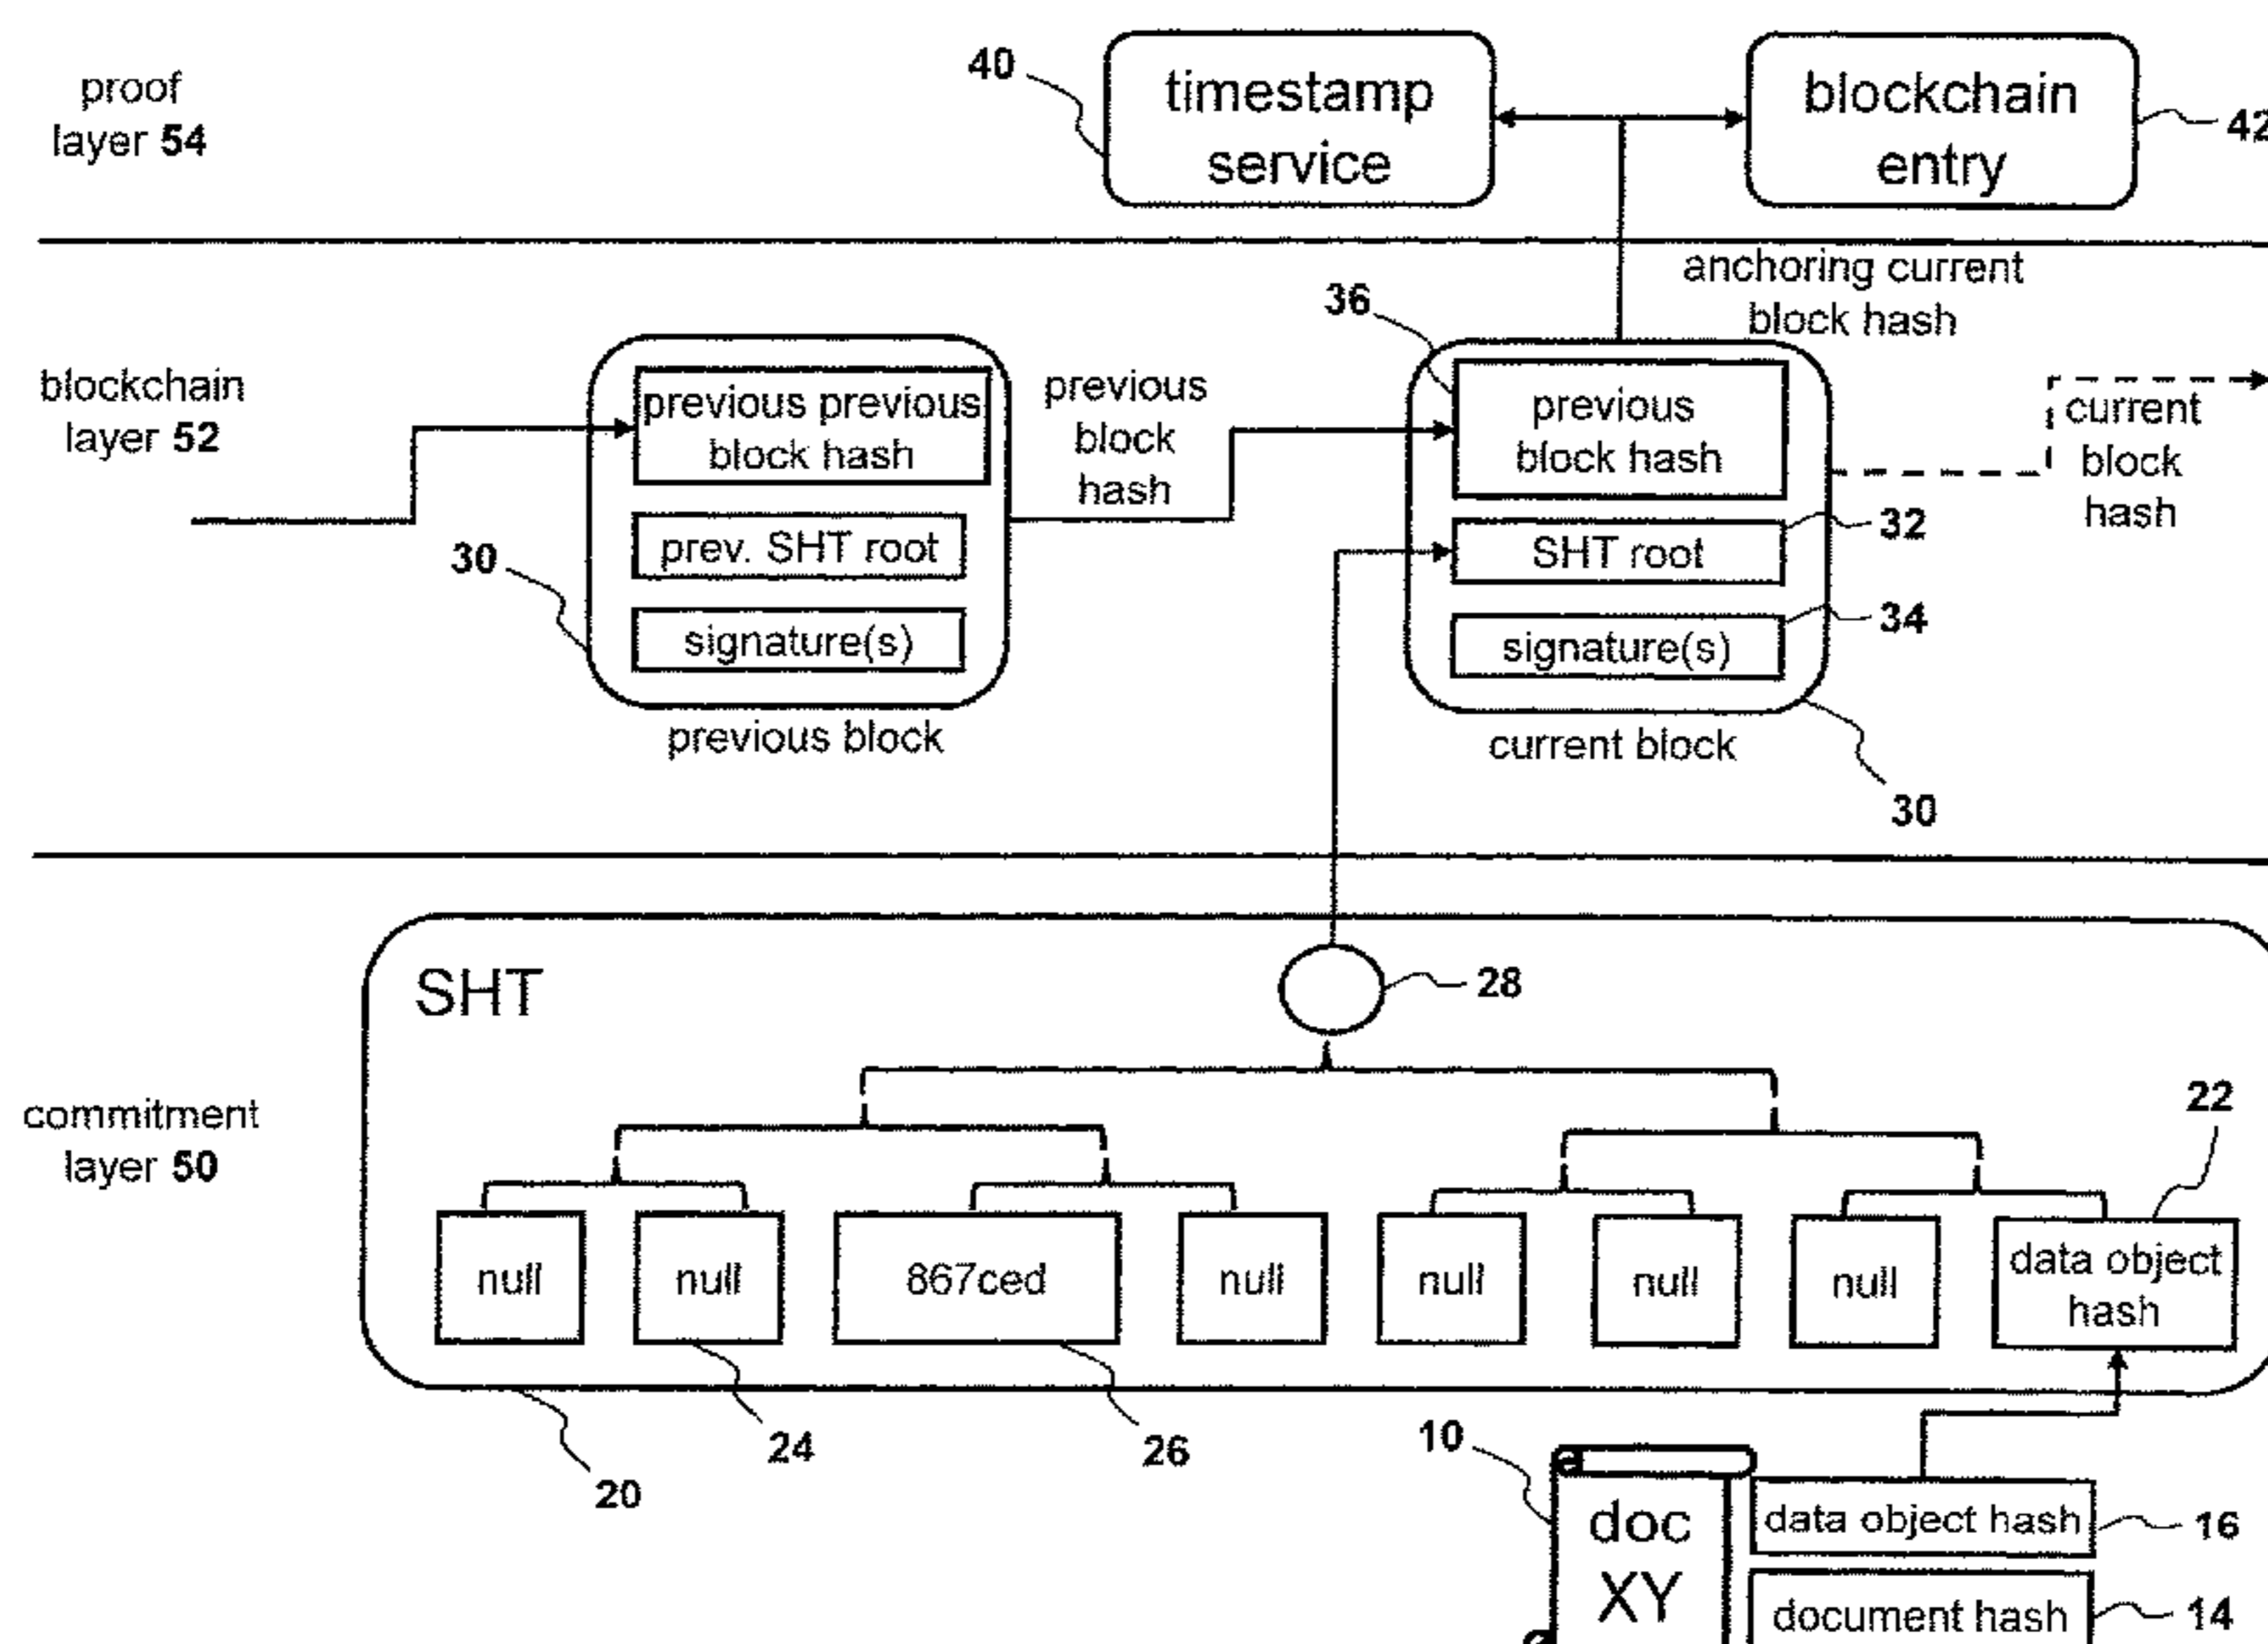 proof
layer 54
40
timestamp
service
blockchain
entry
42
anchoring current
block hash
blockchain
layer 52
30
previous previous
block hash
prev. SHT root
signature(s)
previous block
previous
block
hash
36
previous
block hash
SHT root
signature(s)
32
34
current block
30
current
block
hash
commitment
layer 50
SHT
28
22
null
null
867ced
null
null
null
null
data object
hash
20
24
26
10
doc
XY
data object hash
16
document hash
14